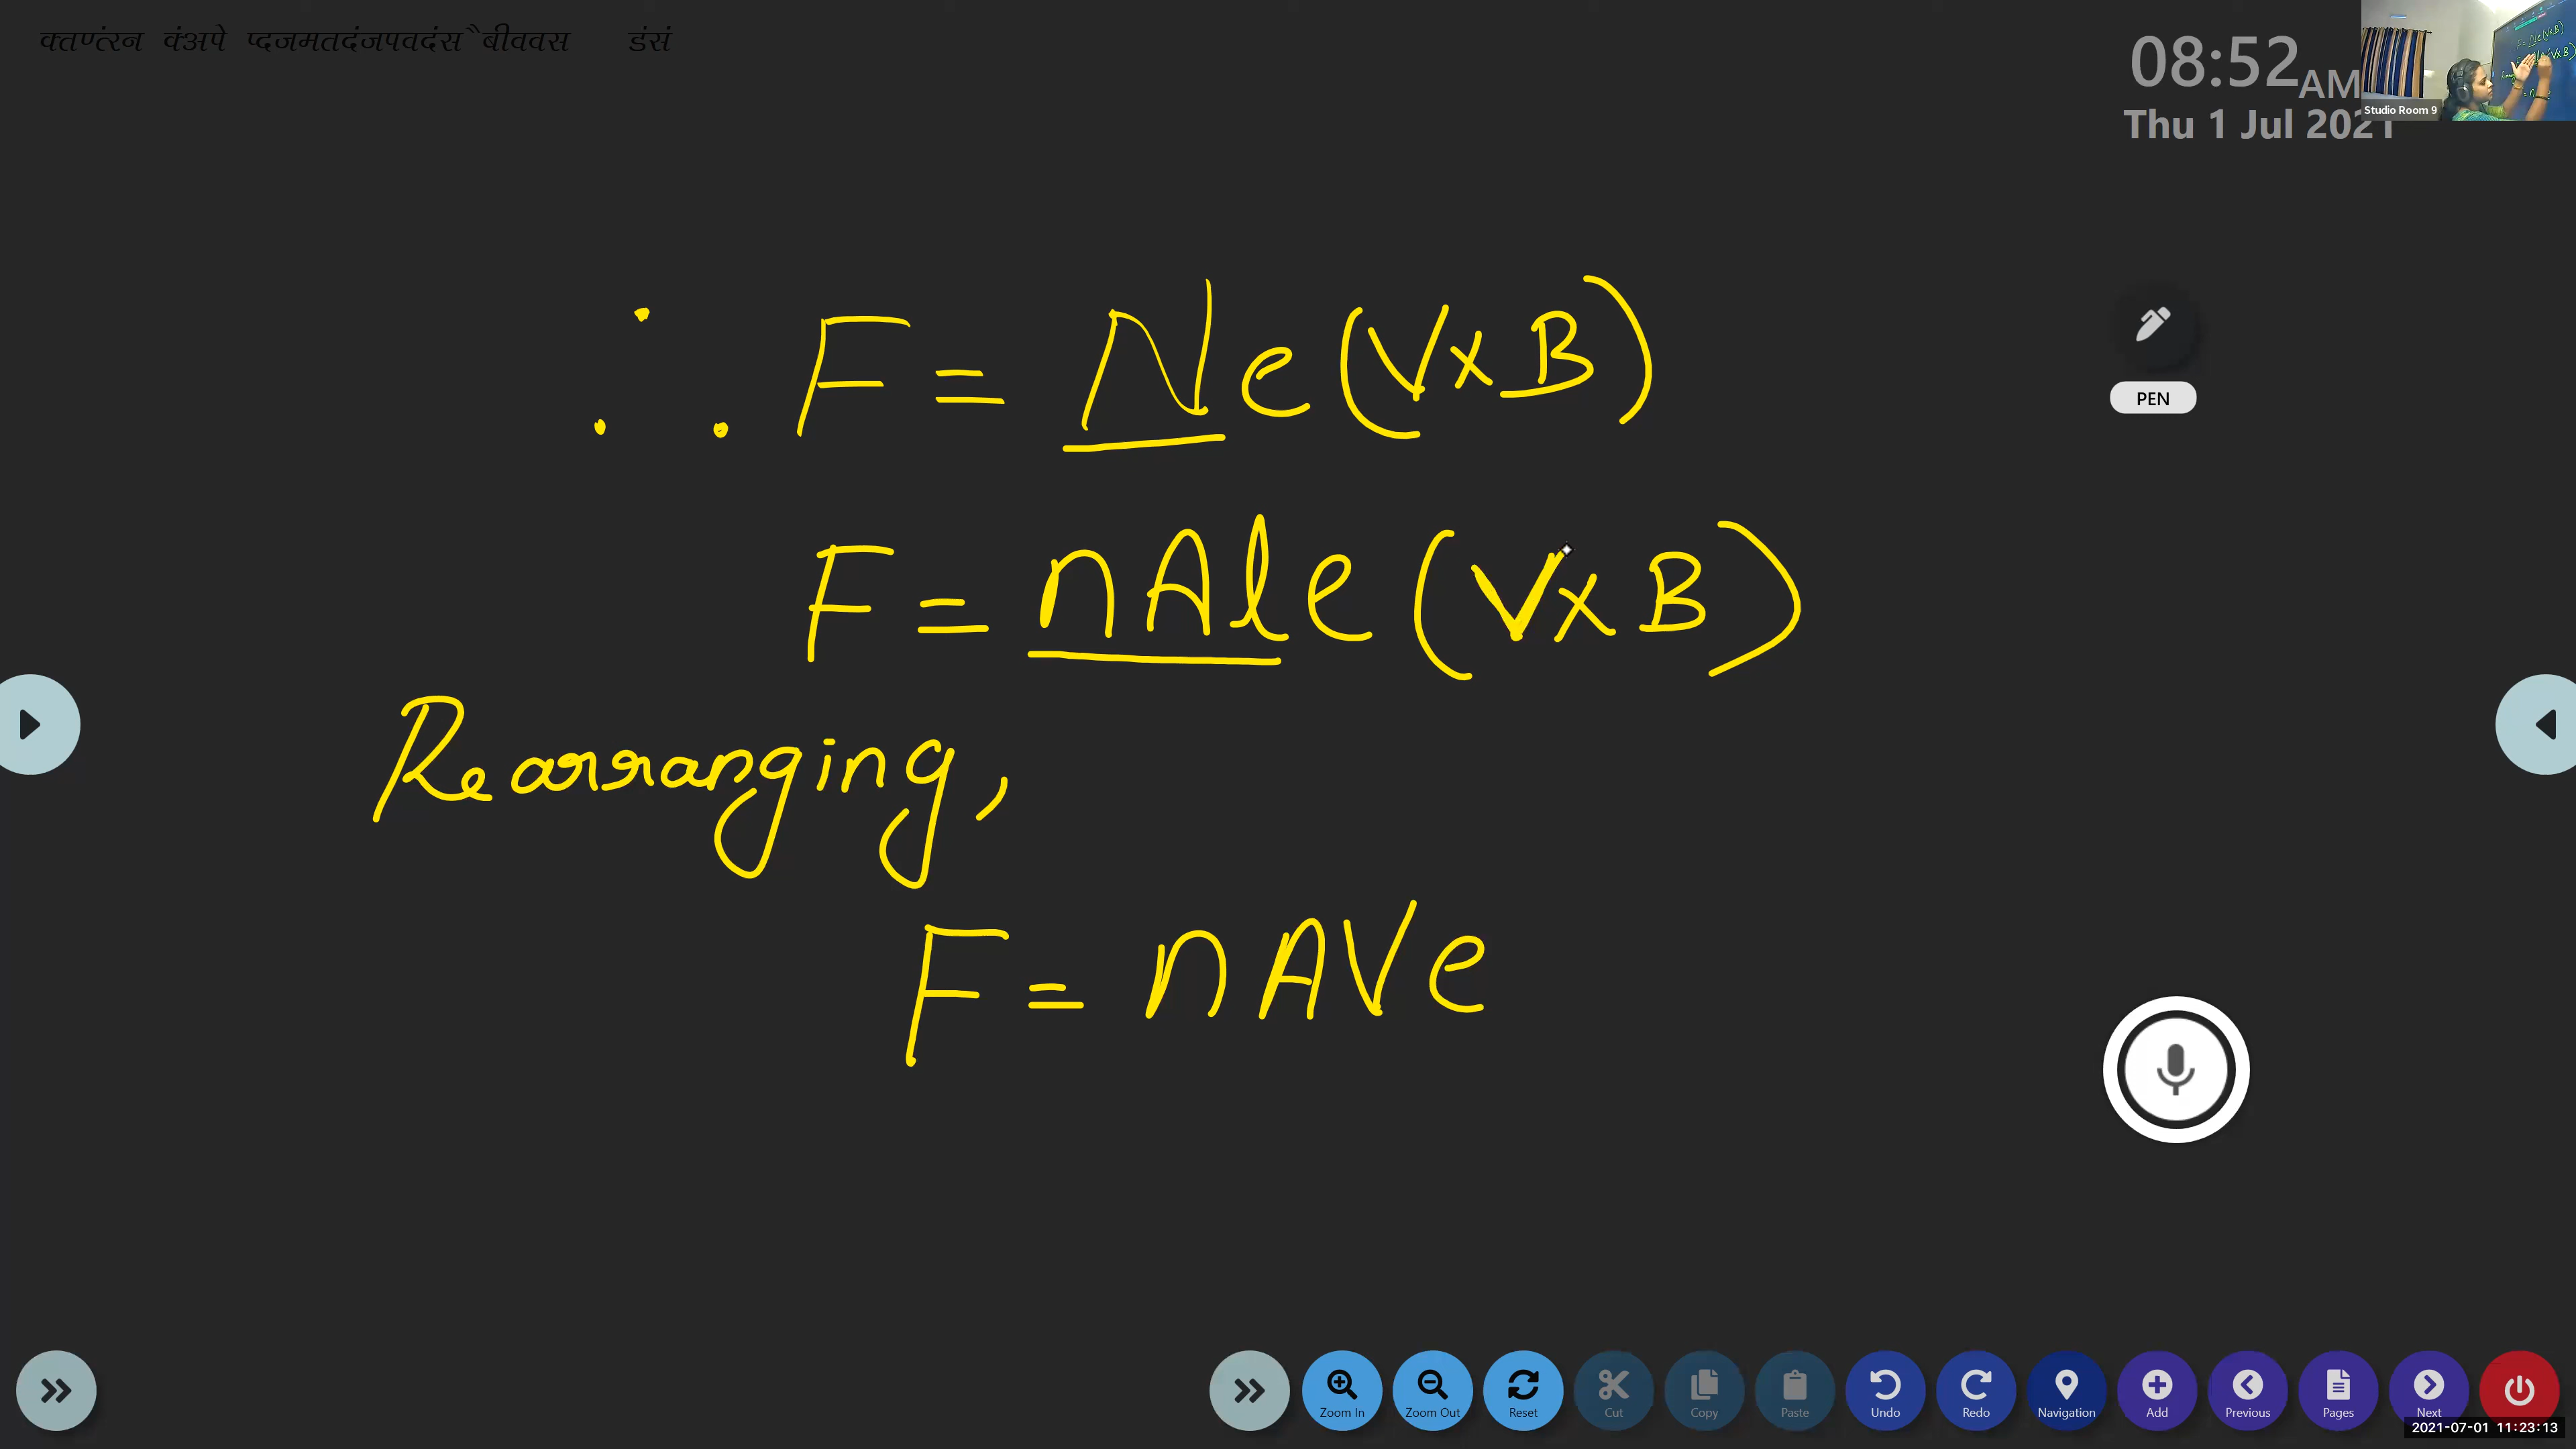 क्तण्तंरन वंअपे प्दजमतदंजपवदंस ैबीववस डंसं
08:52 AM
Thu 1 Jul 2021
Studio Room 9
∴ F = Ne(V×B)
PEN
F = nAle(V×B)
Rearranging,
F = nAVe
Zoom In Zoom Out Reset Cut Copy Paste Undo Redo Navigation Add Previous Pages Next
2021-07-01 11:23:13